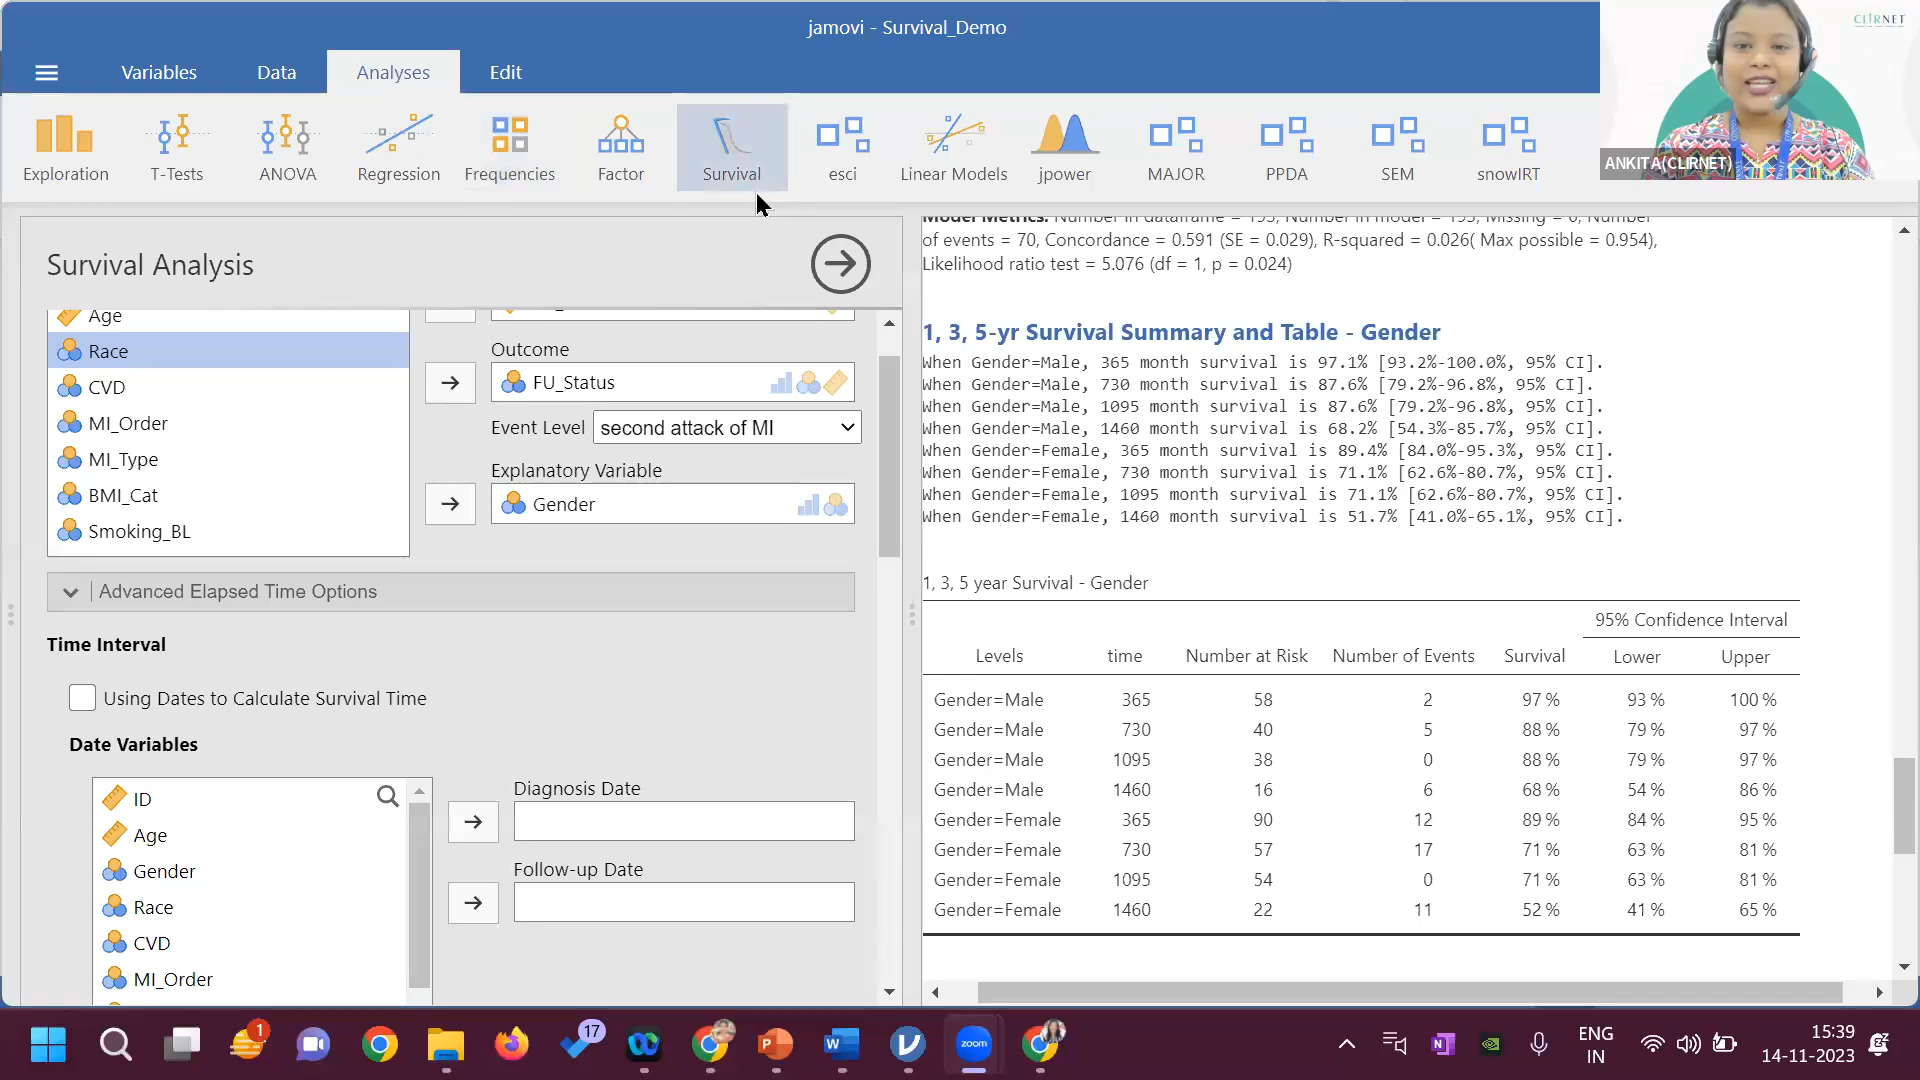 jamovi - Survival_Demo
CLIRNET
Variables
Data
Analyses
Edit
Exploration
T-Tests
ANOVA
Regression
Frequencies
Factor
Survival
esci
Linear Models
jpower
MAJOR
PPDA
SEM
snowIRT
ANKITA(CLIRNET)
Survival Analysis
Age
Race
CVD
MI_Order
MI_Type
BMI_Cat
Smoking_BL
Outcome
FU_Status
Event Level second attack of MI
Explanatory Variable
Gender
Advanced Elapsed Time Options
Time Interval
Using Dates to Calculate Survival Time
Date Variables
ID
Age
Gender
Race
CVD
MI_Order
Diagnosis Date
Follow-up Date
Model Metrics: Number in dataframe = 193, Number in model = 193, Missing = 0, Number
of events = 70, Concordance = 0.591 (SE = 0.029), R-squared = 0.026( Max possible = 0.954),
Likelihood ratio test = 5.076 (df = 1, p = 0.024)
1, 3, 5-yr Survival Summary and Table - Gender
When Gender=Male, 365 month survival is 97.1% [93.2%-100.0%, 95% CI].
When Gender=Male, 730 month survival is 87.6% [79.2%-96.8%, 95% CI].
When Gender=Male, 1095 month survival is 87.6% [79.2%-96.8%, 95% CI].
When Gender=Male, 1460 month survival is 68.2% [54.3%-85.7%, 95% CI].
When Gender=Female, 365 month survival is 89.4% [84.0%-95.3%, 95% CI].
When Gender=Female, 730 month survival is 71.1% [62.6%-80.7%, 95% CI].
When Gender=Female, 1095 month survival is 71.1% [62.6%-80.7%, 95% CI].
When Gender=Female, 1460 month survival is 51.7% [41.0%-65.1%, 95% CI].
1, 3, 5 year Survival - Gender
95% Confidence Interval
Levels time Number at Risk Number of Events Survival Lower Upper
Gender=Male 365 58 2 97 % 93 % 100 %
Gender=Male 730 40 5 88 % 79 % 97 %
Gender=Male 1095 38 0 88 % 79 % 97 %
Gender=Male 1460 16 6 68 % 54 % 86 %
Gender=Female 365 90 12 89 % 84 % 95 %
Gender=Female 730 57 17 71 % 63 % 81 %
Gender=Female 1095 54 0 71 % 63 % 81 %
Gender=Female 1460 22 11 52 % 41 % 65 %
1
17
zoom
ENG
IN
15:39
14-11-2023